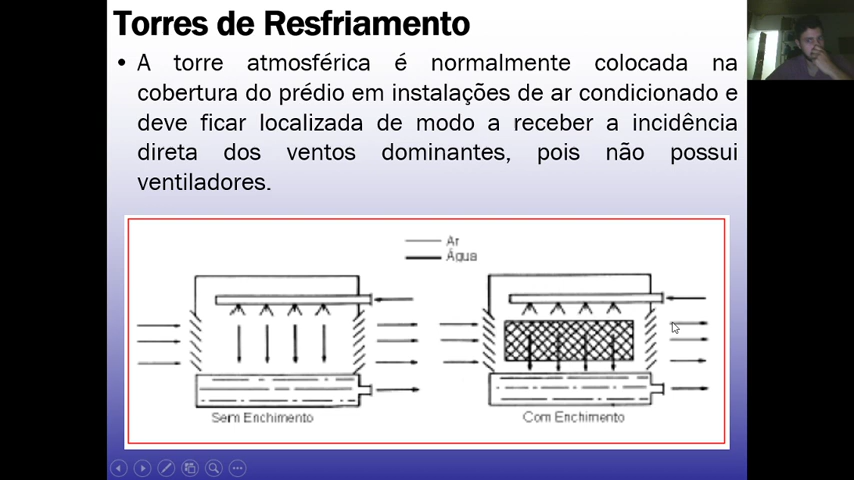 Torres de Resfriamento
• A torre atmosférica é normalmente colocada na
cobertura do prédio em instalações de ar condicionado e
deve ficar localizada de modo a receber a incidência
direta dos ventos dominantes, pois não possui
ventiladores.
Ar
Água
Sem Enchimento
Com Enchimento